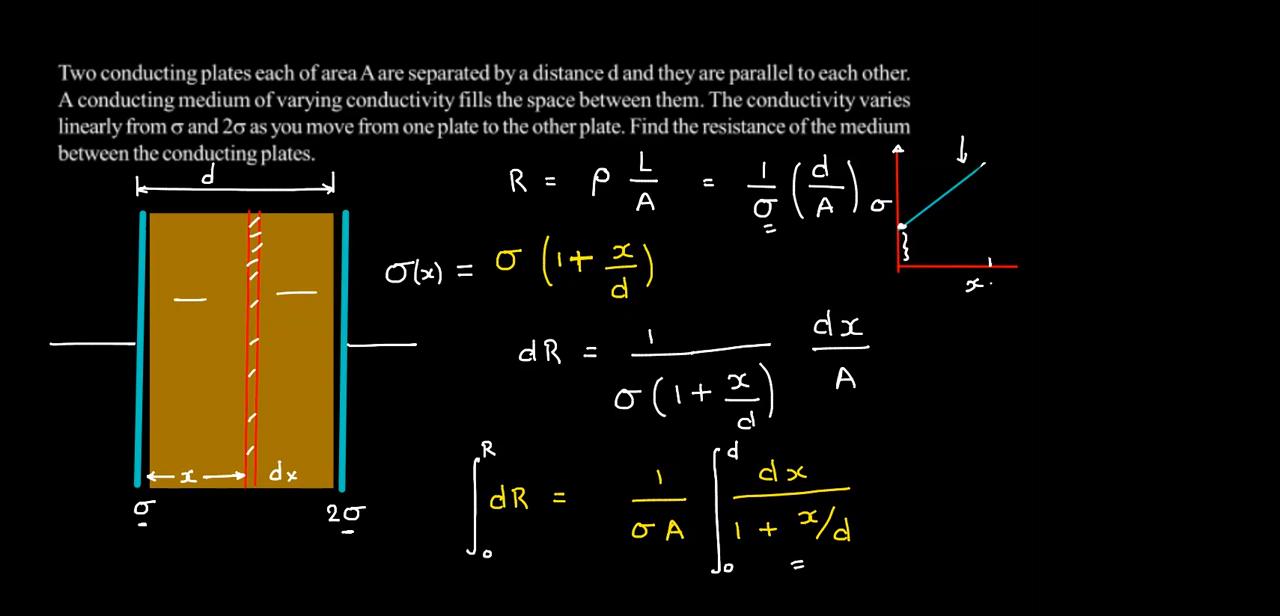 Two conducting plates each of area A are separated by a distance d and they are parallel to each other.
A conducting medium of varying conductivity fills the space between them. The conductivity varies
linearly from σ and 2σ as you move from one plate to the other plate. Find the resistance of the medium
between the conducting plates.
d
R = ρ L/A = 1/σ (d/A)
σ
x
σ(x) = σ (1 + x/d)
dR = 1/(σ(1 + x/d)) dx/A
x dx
σ 2σ
∫₀ᴿ dR = 1/(σA) ∫₀ᵈ dx/(1 + x/d)
=